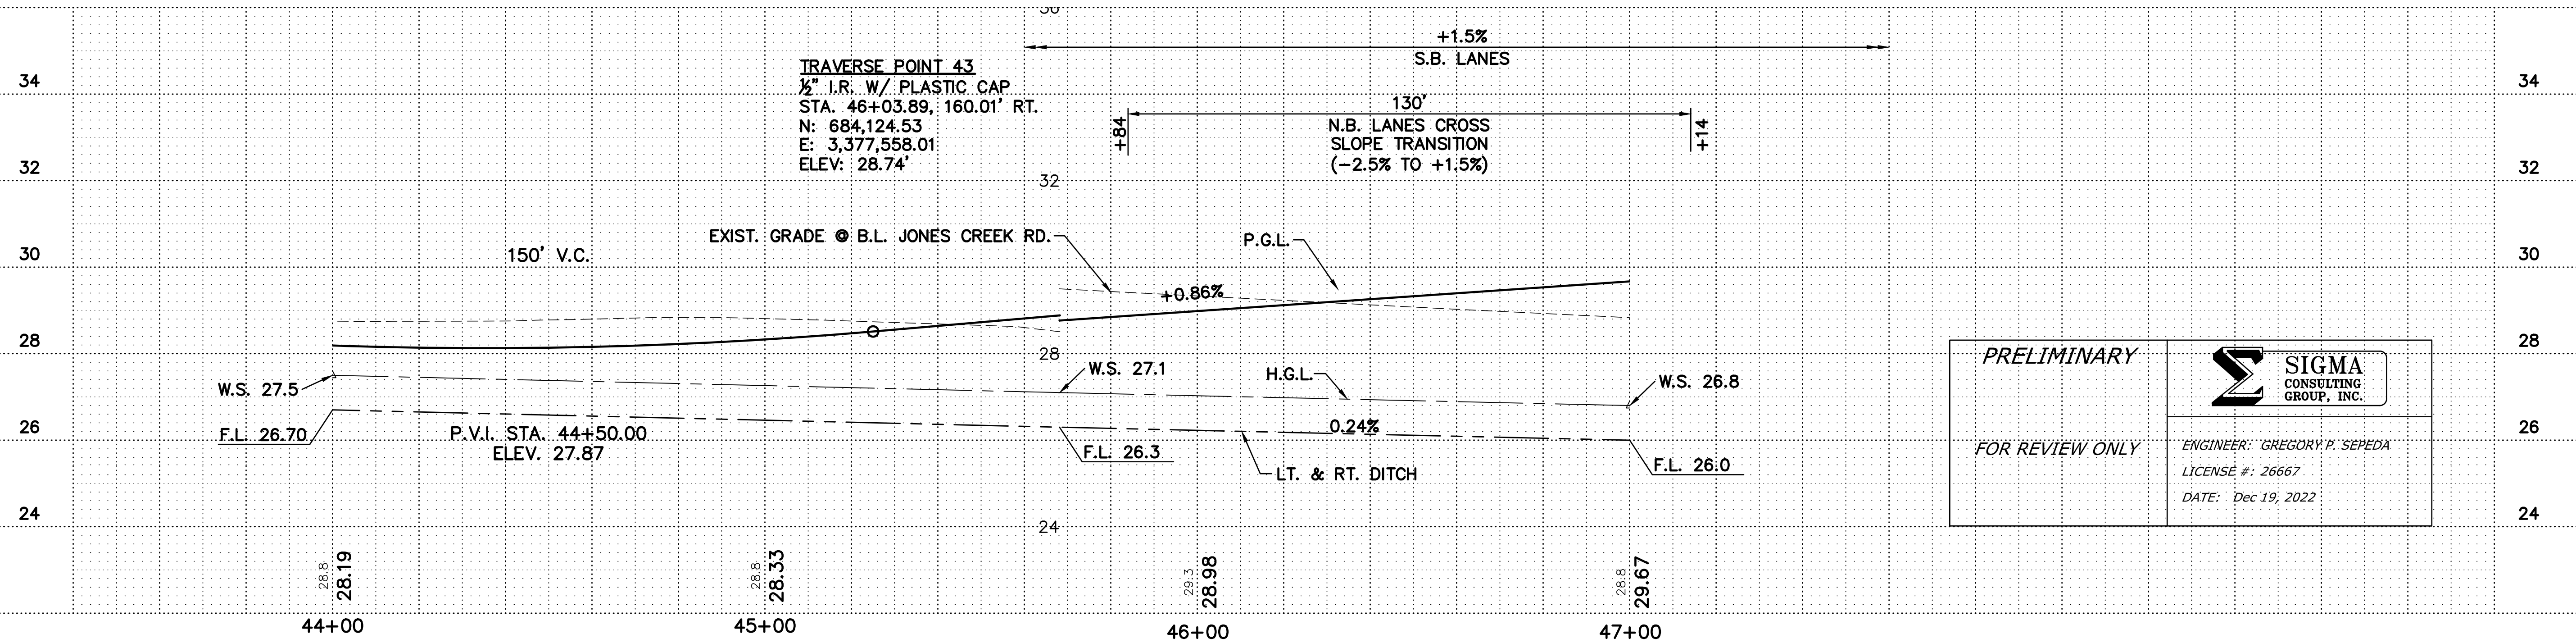 36
+1.5%
S.B. LANES
34
34
TRAVERSE POINT 43
½" I.R. W/ PLASTIC CAP
STA. 46+03.89, 160.01' RT.
N: 684,124.53
E: 3,377,558.01
ELEV: 28.74'
+84
130'
N.B. LANES CROSS
SLOPE TRANSITION
(-2.5% TO +1.5%)
+14
32
32
32
EXIST. GRADE @ B.L. JONES CREEK RD.
P.G.L.
30
150' V.C.
30
+0.86%
28
28
28
W.S. 27.5
W.S. 27.1
H.G.L.
W.S. 26.8
26
F.L. 26.70
P.V.I. STA. 44+50.00
ELEV. 27.87
0.24%
26
F.L. 26.3
LT. & RT. DITCH
F.L. 26.0
24
24
24
PRELIMINARY
FOR REVIEW ONLY
SIGMA
CONSULTING
GROUP, INC.
ENGINEER: GREGORY P. SEPEDA
LICENSE #: 26667
DATE: Dec 19, 2022
28.8
28.19
28.8
28.33
29.3
28.98
28.8
29.67
44+00
45+00
46+00
47+00